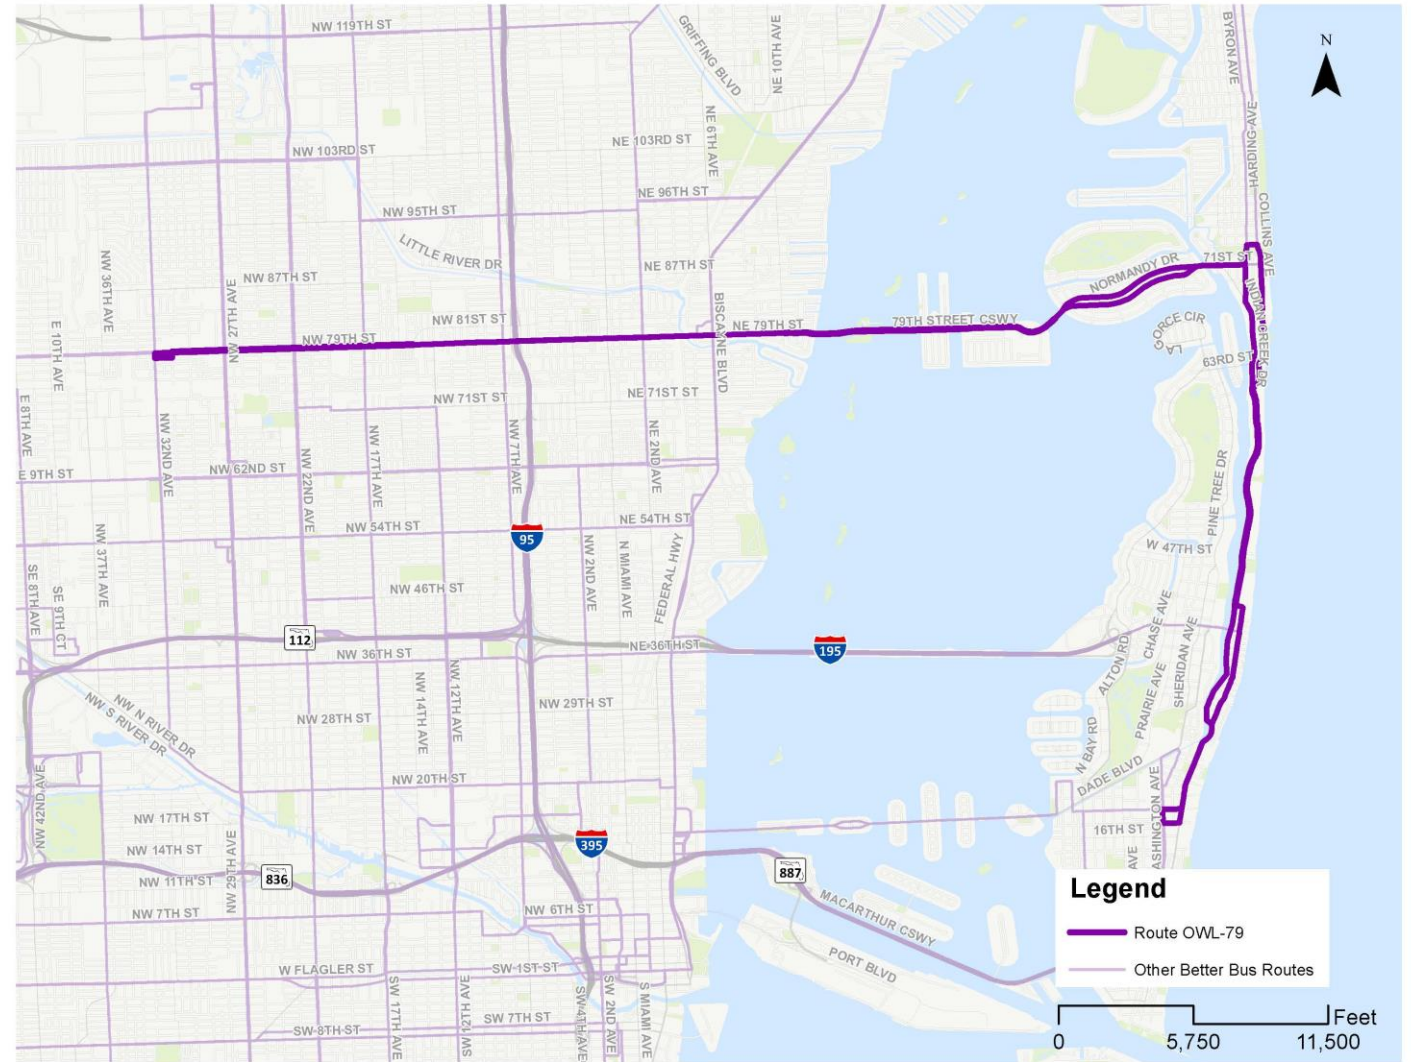 NW 119TH ST
GRIFFING BLVD
NE 10TH AVE
BYRON AVE
N
NE 6TH AVE
HARDING AVE
NW 103RD ST
NE 103RD ST
NE 96TH ST
NW 95TH ST
COLLINS AVE
LITTLE RIVER DR
NW 36TH AVE
NW 87TH ST
NE 87TH ST
NORMANDY DR
71ST ST
NW 27TH AVE
NW 81ST ST
BISCAYNE BLVD
NE 79TH ST
79TH STREET CSWY
INDIAN CREEK DR
E 10TH AVE
NW 79TH ST
LA GORCE CIR
63RD ST
E 8TH AVE
NW 71ST ST
NE 71ST ST
NW 32ND AVE
NW 22ND AVE
NW 17TH AVE
NW 7TH AVE
NE 2ND AVE
E 9TH ST
NW 62ND ST
PINE TREE DR
NW 54TH ST
NE 54TH ST
95
NW 37TH AVE
W 47TH ST
SE 8TH AVE
SE 9TH CT
NW 46TH ST
NW 2ND AVE
N MIAMI AVE
FEDERAL HWY
112
NE 36TH ST
195
NW 36TH ST
ALTON RD
CHASE AVE
SHERIDAN AVE
PRAIRIE AVE
NW N RIVER DR
NW S RIVER DR
NW 14TH AVE
NW 12TH AVE
NW 29TH ST
NW 28TH ST
N BAY RD
NW 20TH ST
DADE BLVD
NW 42ND AVE
NW 17TH ST
16TH ST
WASHINGTON AVE
NW 14TH ST
395
AVE
NW 11TH ST
836
887
NW 29TH AVE
NW 7TH ST
NW 6TH ST
MACARTHUR CSWY
PORT BLVD
W FLAGLER ST
SW 1ST ST
SW 17TH AVE
SW 12TH AVE
SW 4TH AVE
SW 2ND AVE
S MIAMI AVE
SW 8TH ST
SW 7TH ST
Legend
Route OWL-79
Other Better Bus Routes
Feet
0 5,750 11,500